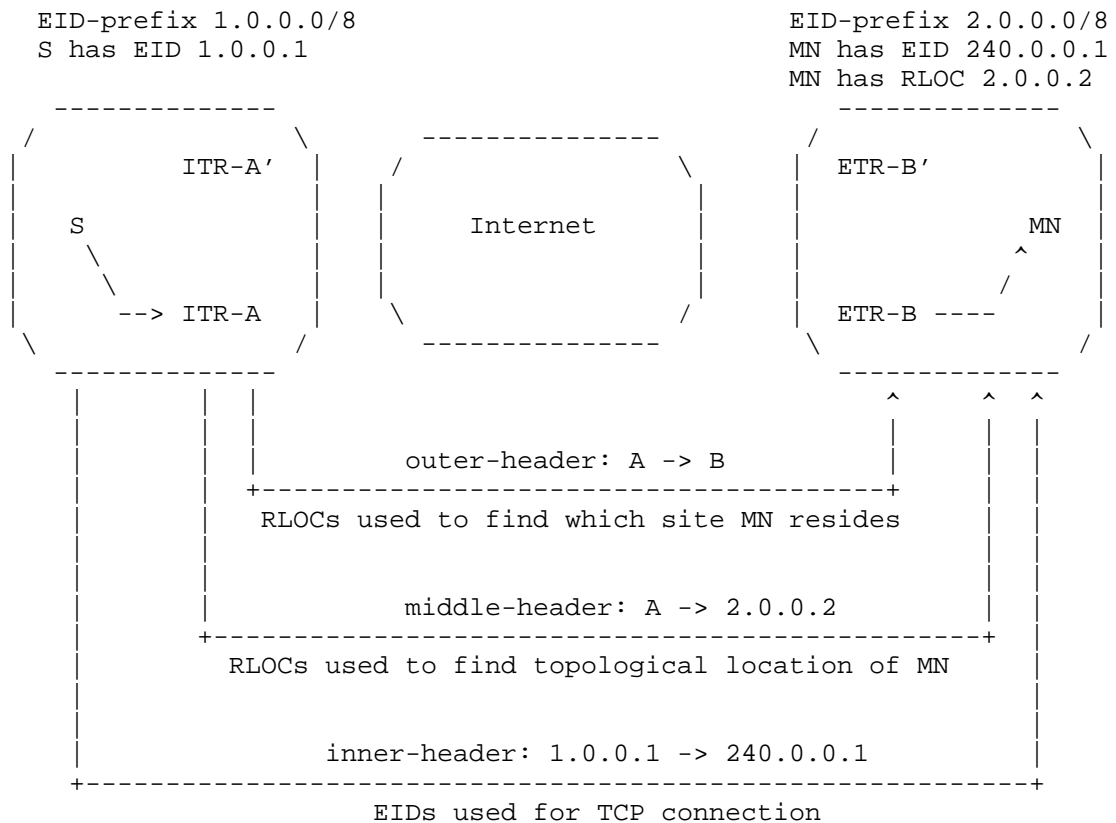 EID-prefix 1.0.0.0/8 EID-prefix 2.0.0.0/8
S has EID 1.0.0.1 MN has EID 240.0.0.1
MN has RLOC 2.0.0.2
ITR-A' ETR-B'
S Internet MN
--> ITR-A ETR-B ----
outer-header: A -> B
RLOCs used to find which site MN resides
middle-header: A -> 2.0.0.2
RLOCs used to find topological location of MN
inner-header: 1.0.0.1 -> 240.0.0.1
EIDs used for TCP connection